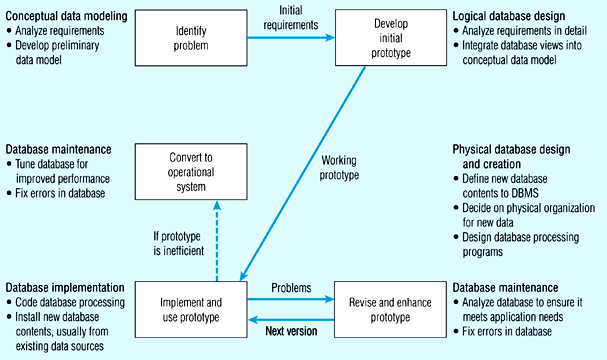 Conceptual data modeling
• Analyze requirements
• Develop preliminary
data model
Identify
problem
Initial
requirements
Develop
initial
prototype
Logical database design
• Analyze requirements in detail
• Integrate database views into
conceptual data model
Database maintenance
• Tune database for
improved performance
• Fix errors in database
Convert to
operational
system
Working
prototype
Physical database design
and creation
• Define new database
contents to DBMS
• Decide on physical organization
for new data
• Design database processing
programs
If prototype
is inefficient
Database implementation
• Code database processing
• Install new database
contents, usually from
existing data sources
Implement and
use prototype
Problems
Next version
Revise and enhance
prototype
Database maintenance
• Analyze database to ensure it
meets application needs
• Fix errors in database